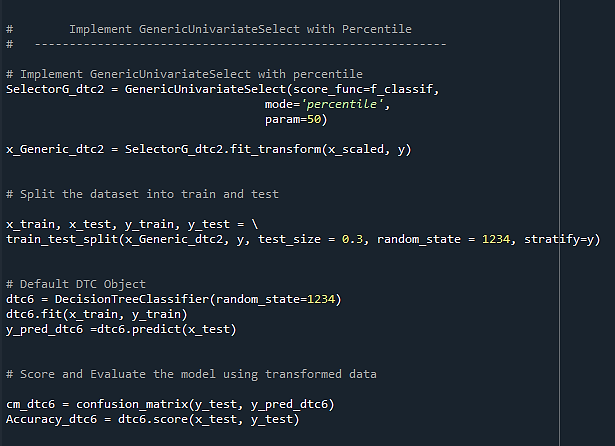 #        Implement GenericUnivariateSelect with Percentile
#   -----------------------------------------------------------
# Implement GenericUnivariateSelect with percentile
SelectorG_dtc2 = GenericUnivariateSelect(score_func=f_classif,
                                     mode='percentile',
                                     param=50)
x_Generic_dtc2 = SelectorG_dtc2.fit_transform(x_scaled, y)
# Split the dataset into train and test
x_train, x_test, y_train, y_test = \
train_test_split(x_Generic_dtc2, y, test_size = 0.3, random_state = 1234, stratify=y)
# Default DTC Object
dtc6 = DecisionTreeClassifier(random_state=1234)
dtc6.fit(x_train, y_train)
y_pred_dtc6 =dtc6.predict(x_test)
# Score and Evaluate the model using transformed data
cm_dtc6 = confusion_matrix(y_test, y_pred_dtc6)
Accuracy_dtc6 = dtc6.score(x_test, y_test)